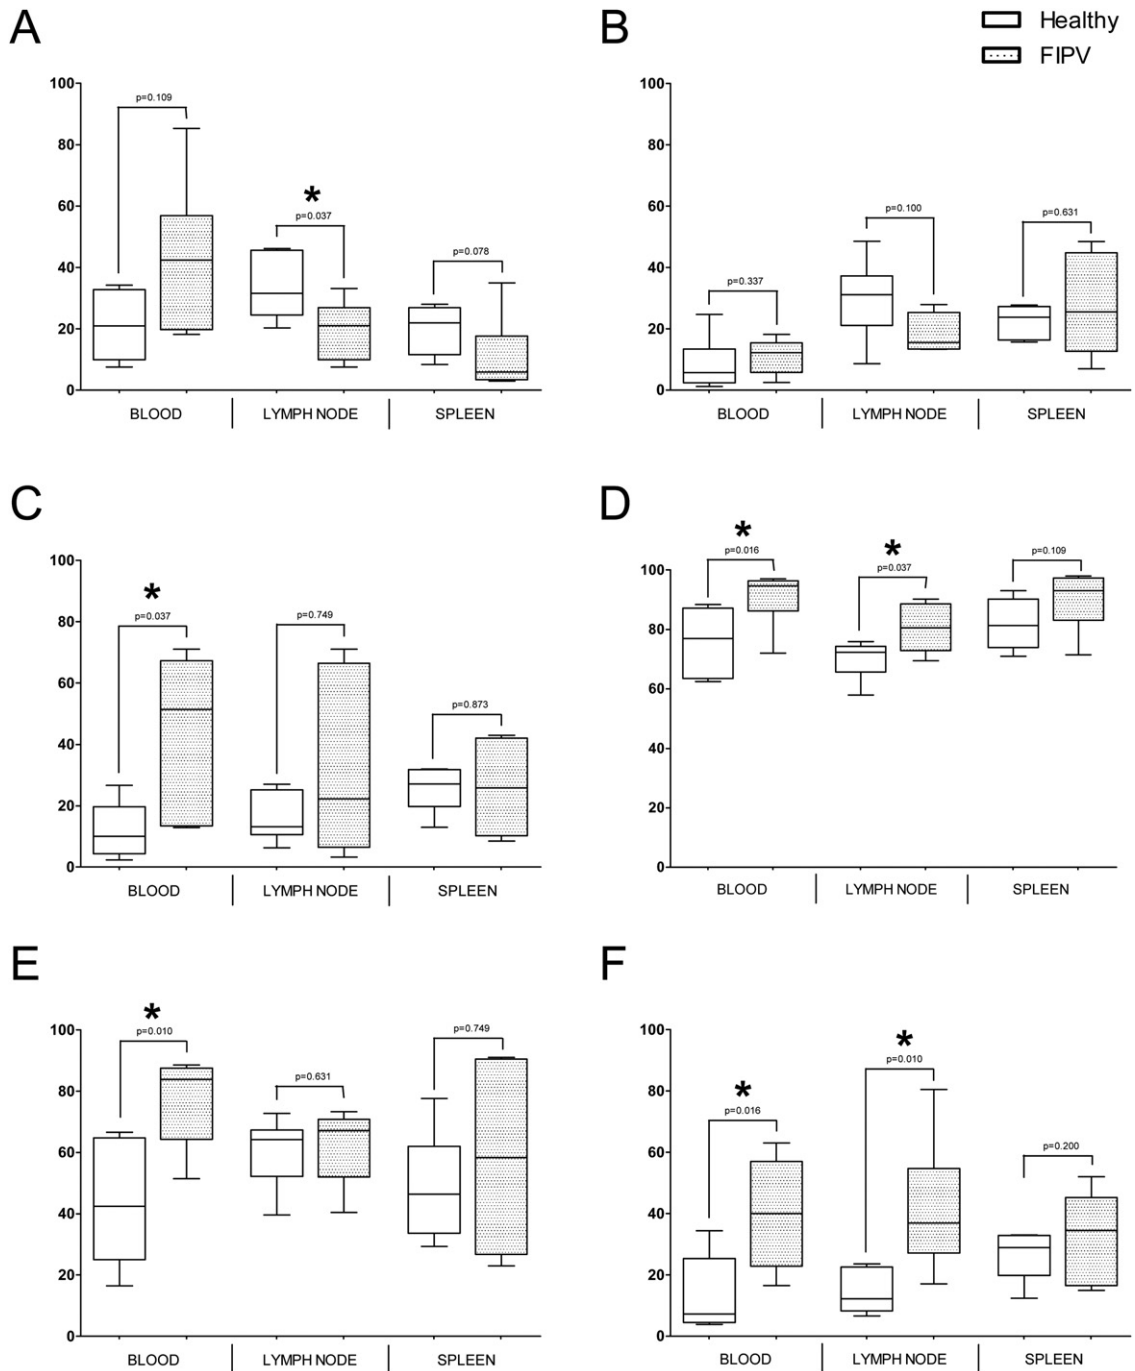 A
B
Healthy
FIPV
100
80
60
40
20
0
p=0.109
*
p=0.037
p=0.078
BLOOD
LYMPH NODE
SPLEEN
100
80
60
40
20
0
p=0.337
p=0.100
p=0.631
BLOOD
LYMPH NODE
SPLEEN
C
D
100
80
60
40
20
0
*
p=0.037
p=0.749
p=0.873
BLOOD
LYMPH NODE
SPLEEN
100
80
60
40
20
0
*
p=0.016
*
p=0.037
p=0.109
BLOOD
LYMPH NODE
SPLEEN
E
F
100
80
60
40
20
0
*
p=0.010
p=0.631
p=0.749
BLOOD
LYMPH NODE
SPLEEN
100
80
60
40
20
0
*
p=0.016
*
p=0.010
p=0.200
BLOOD
LYMPH NODE
SPLEEN